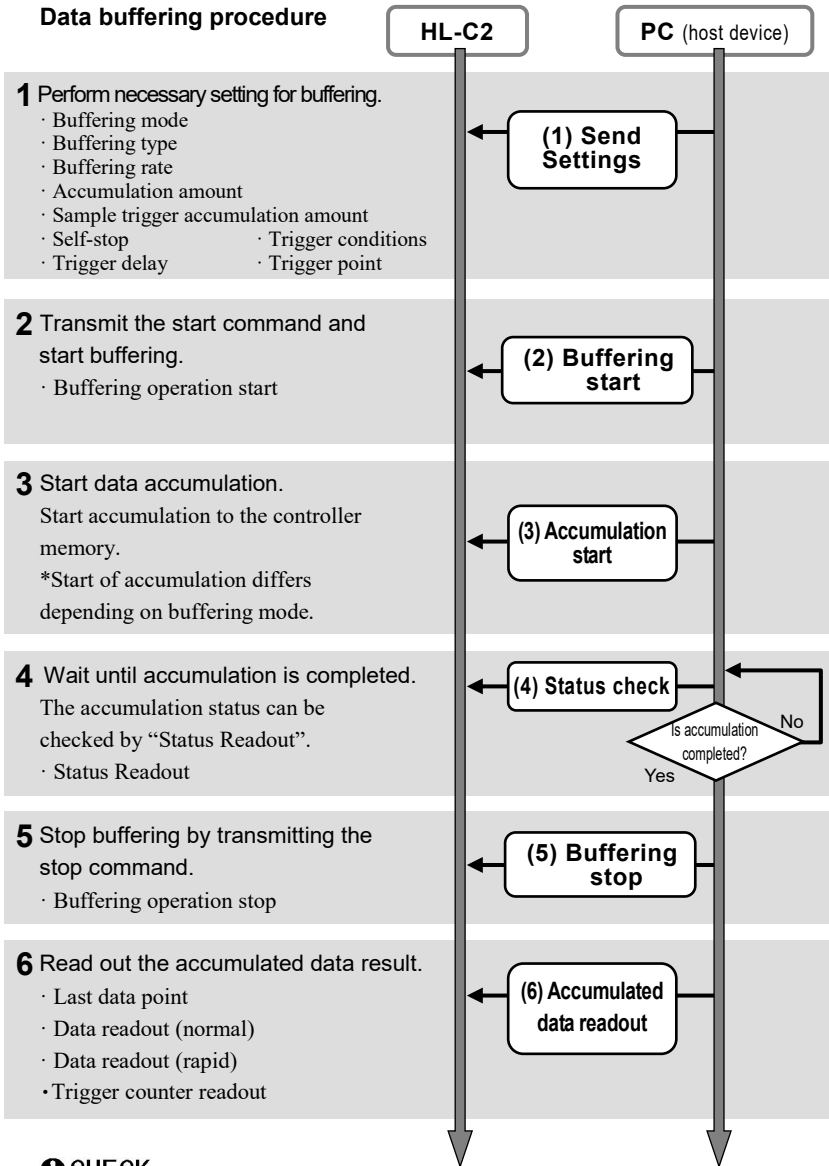 Data buffering procedure
HL-C2
PC (host device)
1 Perform necessary setting for buffering.
· Buffering mode
· Buffering type
· Buffering rate
· Accumulation amount
· Sample trigger accumulation amount
· Self-stop · Trigger conditions
· Trigger delay · Trigger point
(1) Send
Settings
2 Transmit the start command and
start buffering.
· Buffering operation start
(2) Buffering
start
3 Start data accumulation.
Start accumulation to the controller
memory.
*Start of accumulation differs
depending on buffering mode.
(3) Accumulation
start
4 Wait until accumulation is completed.
The accumulation status can be
checked by “Status Readout”.
· Status Readout
(4) Status check
Is accumulation
completed?
No
Yes
5 Stop buffering by transmitting the
stop command.
· Buffering operation stop
(5) Buffering
stop
6 Read out the accumulated data result.
· Last data point
· Data readout (normal)
· Data readout (rapid)
・Trigger counter readout
(6) Accumulated
data readout
CHECK